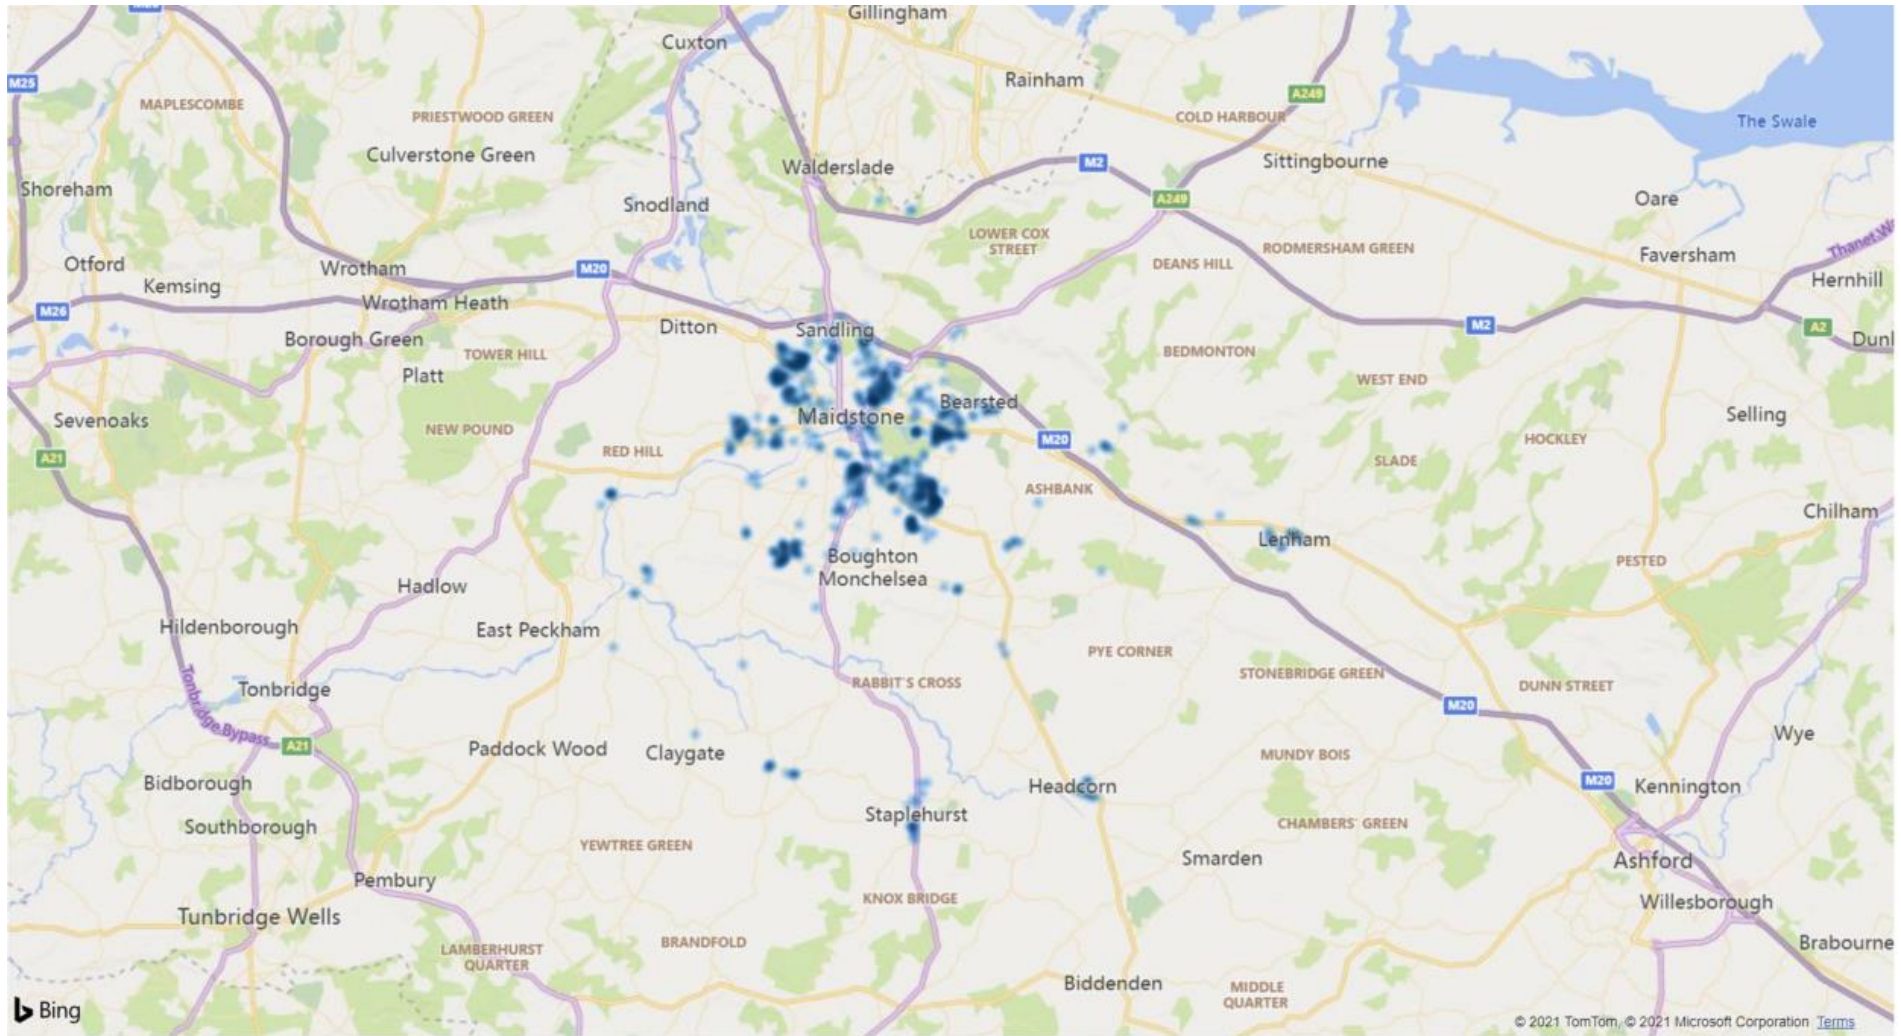 M25
Gillingham
Cuxton
M25
Rainham
A249
MAPLESCOMBE
PRIESTWOOD GREEN
COLD HARBOUR
The Swale
Culverstone Green
Walderslade
M2
Sittingbourne
Shoreham
Snodland
A249
Oare
LOWER COX
STREET
RODMERSHAM GREEN
Otford
Wrotham
M20
DEANS HILL
Faversham
Kemsing
Hernhill
M26
Wrotham Heath
Ditton
Sandling
M2
A2
Borough Green
TOWER HILL
BEDMONTON
Dunl
Platt
WEST END
Bearsted
Sevenoaks
Maidstone
Selling
NEW POUND
M20
HOCKLEY
A21
RED HILL
SLADE
ASHBANK
Chilham
Lenham
Boughton
Monchelsea
PESTED
Hadlow
Hildenborough
East Peckham
PYE CORNER
STONEBRIDGE GREEN
Tonbridge
RABBIT'S CROSS
DUNN STREET
Tonbridge Bypass
M20
A21
Paddock Wood
Claygate
MUNDY BOIS
Wye
Bidborough
Headcorn
M20
Kennington
Southborough
Staplehurst
CHAMBERS' GREEN
YEWTREE GREEN
Smarden
Ashford
Pembury
KNOX BRIDGE
Willesborough
Tunbridge Wells
LAMBERHURST
QUARTER
BRANDFOLD
Brabourne
Biddenden
MIDDLE
QUARTER
Bing
© 2021 TomTom, © 2021 Microsoft Corporation Terms